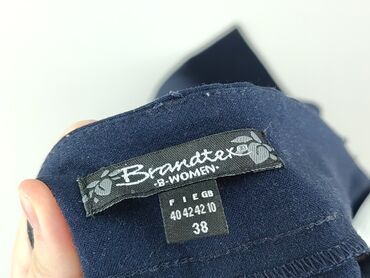 Brandtex
·B·WOMEN·
F I E GB
40 42 42 10
38